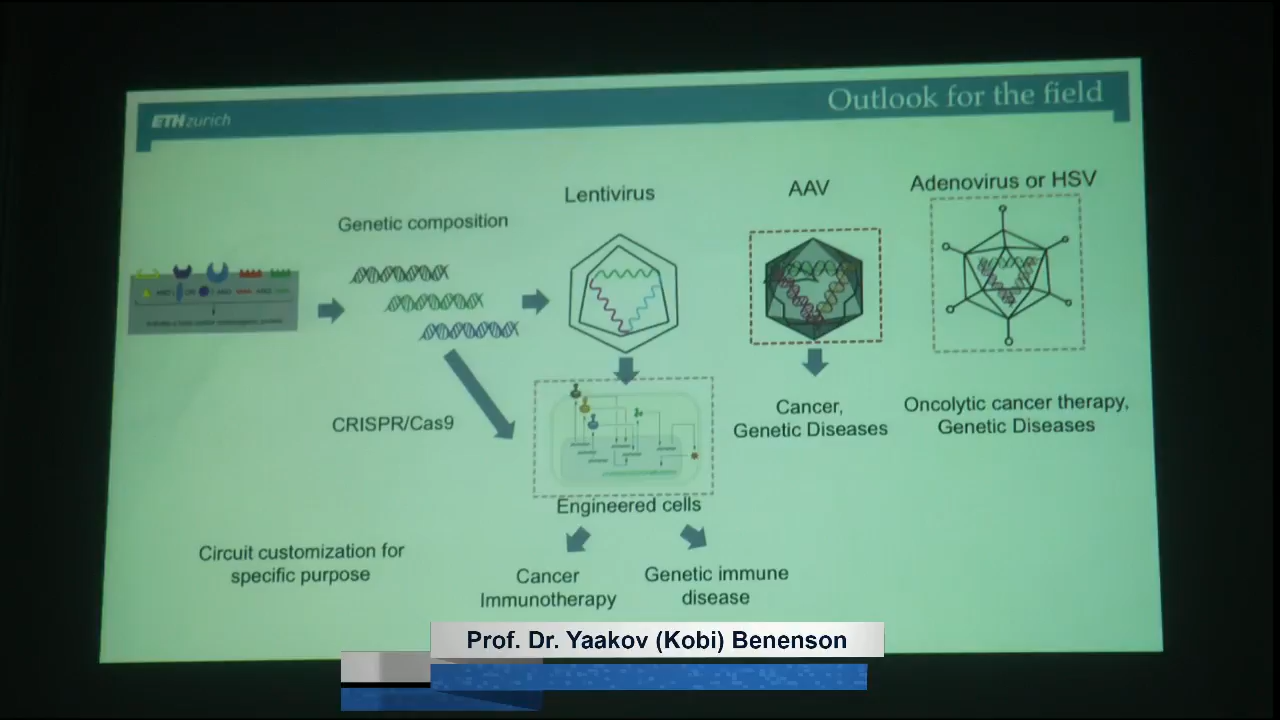 ETH zürich
Outlook for the field
Genetic composition
Lentivirus
AAV
Adenovirus or HSV
CRISPR/Cas9
Cancer,
Genetic Diseases
Oncolytic cancer therapy,
Genetic Diseases
Engineered cells
Circuit customization for
specific purpose
Cancer
Immunotherapy
Genetic immune
disease
Prof. Dr. Yaakov (Kobi) Benenson